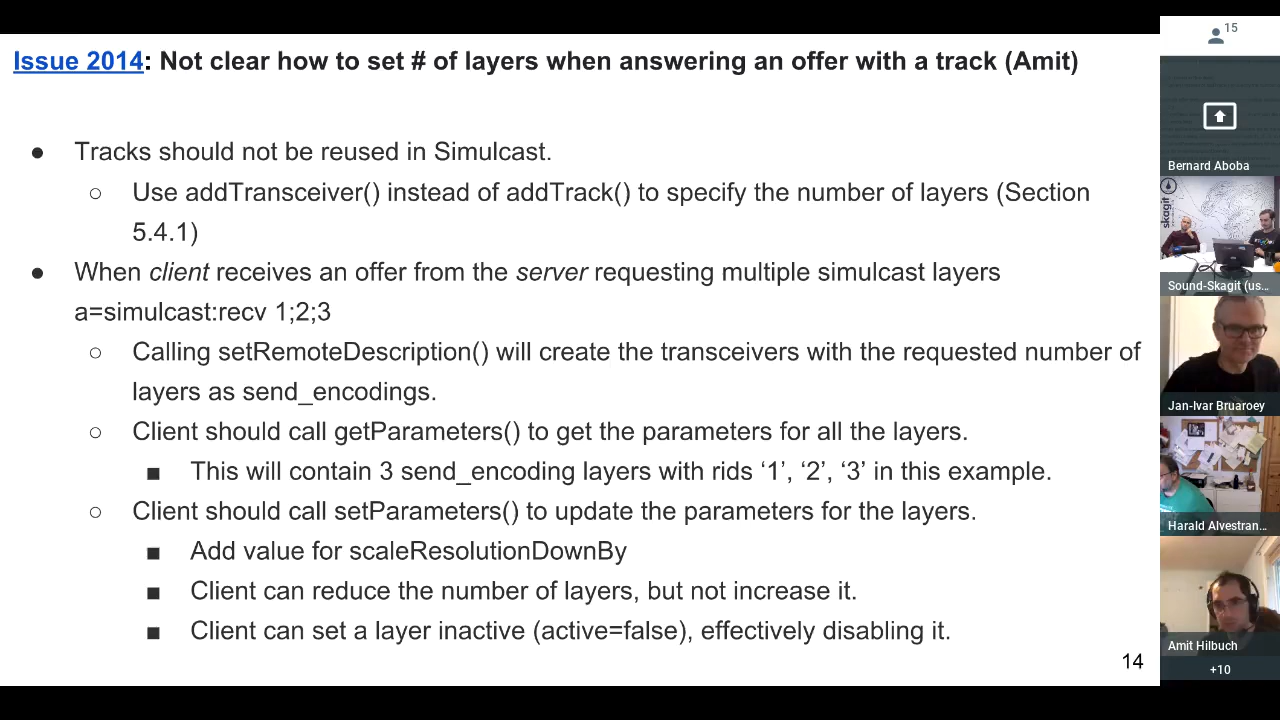 Issue 2014: Not clear how to set # of layers when answering an offer with a track (Amit)
● Tracks should not be reused in Simulcast.
○ Use addTransceiver() instead of addTrack() to specify the number of layers (Section
5.4.1)
● When client receives an offer from the server requesting multiple simulcast layers
a=simulcast:recv 1;2;3
○ Calling setRemoteDescription() will create the transceivers with the requested number of
layers as send_encodings.
○ Client should call getParameters() to get the parameters for all the layers.
■ This will contain 3 send_encoding layers with rids ‘1’, ‘2’, ‘3’ in this example.
○ Client should call setParameters() to update the parameters for the layers.
■ Add value for scaleResolutionDownBy
■ Client can reduce the number of layers, but not increase it.
■ Client can set a layer inactive (active=false), effectively disabling it.
14
15
Bernard Aboba
skagit
Sound-Skagit (us...
Jan-Ivar Bruaroey
Harald Alvestran...
Amit Hilbuch
+10